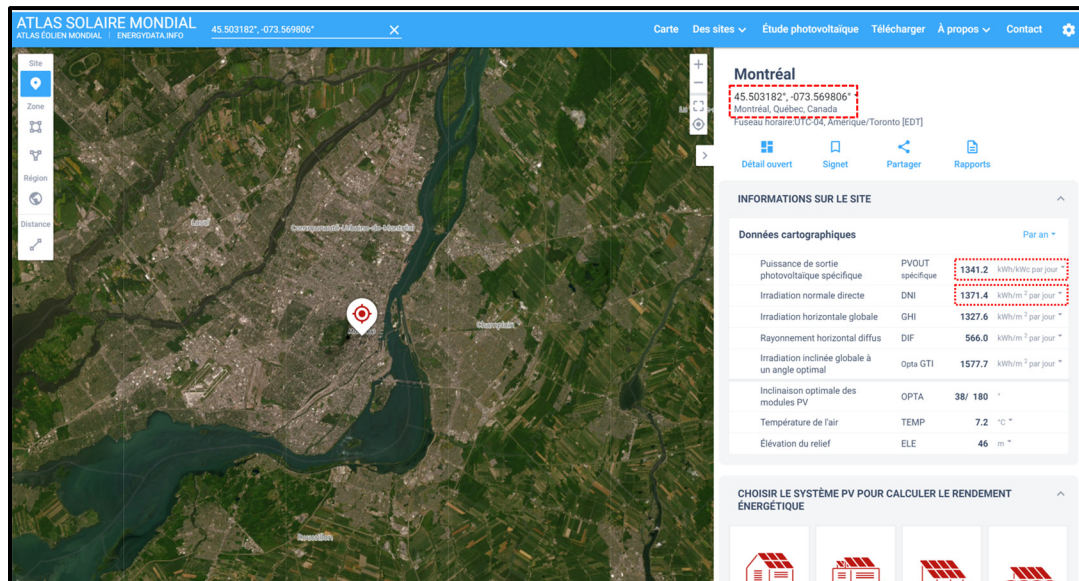 ATLAS SOLAIRE MONDIAL
ATLAS ÉOLIEN MONDIAL | ENERGYDATA.INFO
45.503182°,-073.569806°
Carte Des sites Étude photovoltaïque Télécharger À propos Contact
Site
Zone
Région
Distance
Laval
Communauté-Urbaine-de-Montréal
Champlain
Roussillon
Montréal
45.503182°, -073.569806°
Montréal, Québec, Canada
Fuseau horaire:UTC-04, Amérique/Toronto [EDT]
Détail ouvert Signet Partager Rapports
INFORMATIONS SUR LE SITE
Données cartographiques Par an
Puissance de sortie photovoltaïque spécifique PVOUT spécifique 1341.2 kWh/kWc par jour
Irradiation normale directe DNI 1371.4 kWh/m² par jour
Irradiation horizontale globale GHI 1327.6 kWh/m² par jour
Rayonnement horizontal diffus DIF 566.0 kWh/m² par jour
Irradiation inclinée globale à un angle optimal Opta GTI 1577.7 kWh/m² par jour
Inclinaison optimale des modules PV OPTA 38/ 180 °
Température de l'air TEMP 7.2 °C
Élévation du relief ELE 46 m
CHOISIR LE SYSTÈME PV POUR CALCULER LE RENDEMENT
ÉNERGÉTIQUE